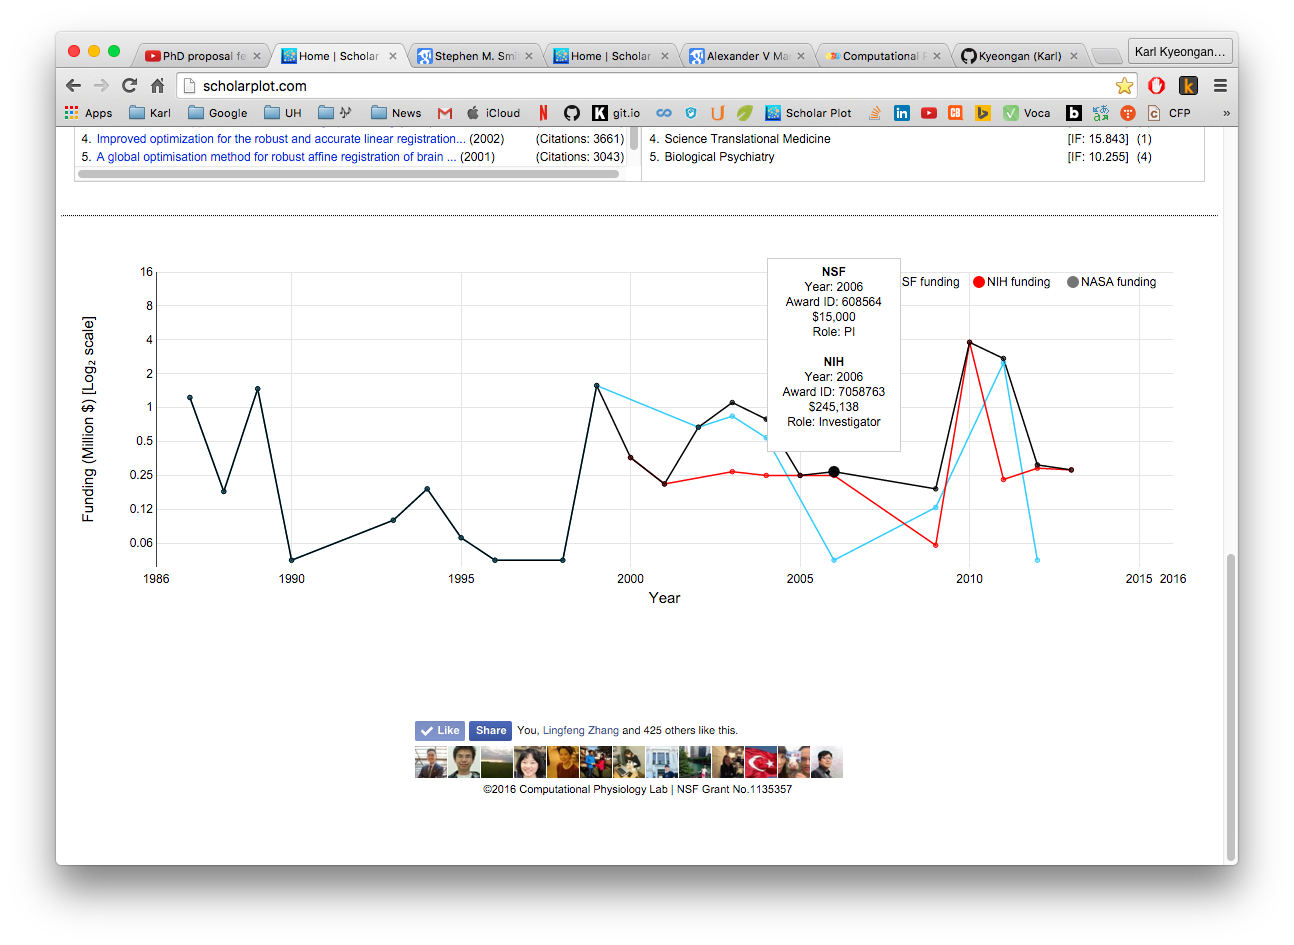 PhD proposal fe
Home | Scholar
Stephen M. Smi
Home | Scholar
Alexander V Ma
Computational P
Kyeongan (Karl)
Karl Kyeongan...
scholarplot.com
Apps
Karl
Google
UH
News
iCloud
git.io
Scholar Plot
Voca
CFP
»
4. Improved optimization for the robust and accurate linear registration... (2002) (Citations: 3661)
5. A global optimisation method for robust affine registration of brain ... (2001) (Citations: 3043)
4. Science Translational Medicine [IF: 15.843] (1)
5. Biological Psychiatry [IF: 10.255] (4)
NSF
Year: 2006
Award ID: 608564
$15,000
Role: PI
NIH
Year: 2006
Award ID: 7058763
$245,138
Role: Investigator
SF funding
NIH funding
NASA funding
Funding (Million $) [Log₂ scale]
16
8
4
2
1
0.5
0.25
0.12
0.06
1986
1990
1995
2000
2005
2010
2015
2016
Year
Like
Share
You, Lingfeng Zhang and 425 others like this.
©2016 Computational Physiology Lab | NSF Grant No.1135357